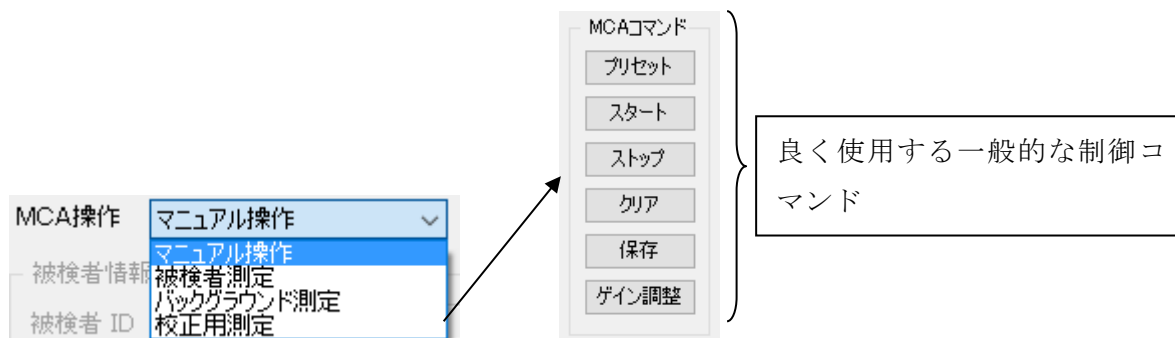 MCAコマンド
プリセット
スタート
ストップ
クリア
保存
ゲイン調整
良く使用する一般的な制御コ
マンド
MCA操作
マニュアル操作
マニュアル操作
被検者情報
被検者測定
バックグラウンド測定
被検者 ID
校正用測定